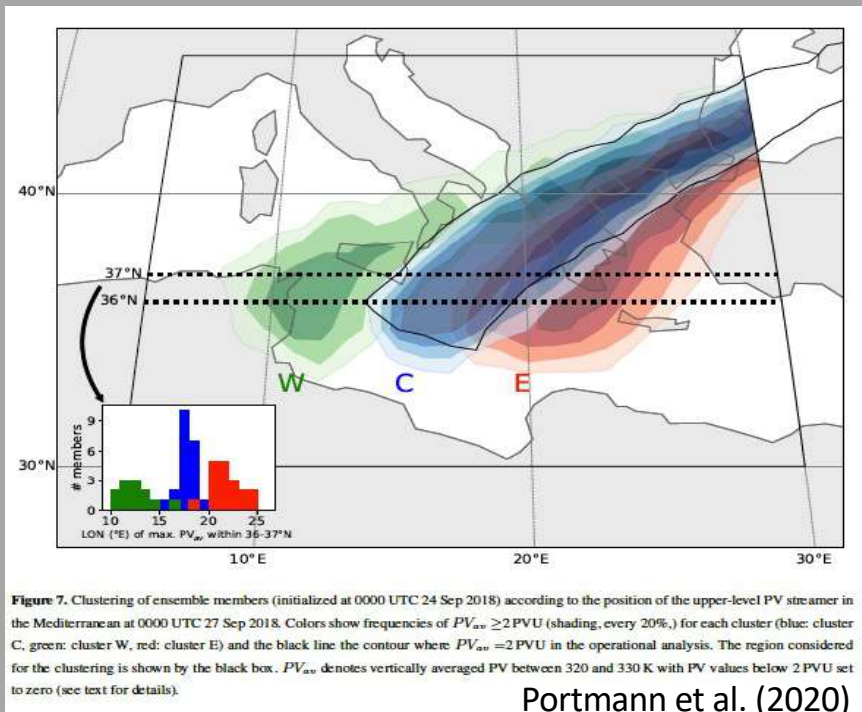 40°N
37°N
36°N
W
C
E
30°N
# members
9
6
3
0
10 15 20 25
LON (°E) of max. PVav within 36-37°N
10°E 20°E 30°E
Figure 7. Clustering of ensemble members (initialized at 0000 UTC 24 Sep 2018) according to the position of the upper-level PV streamer in
the Mediterranean at 0000 UTC 27 Sep 2018. Colors show frequencies of PVav ≥2 PVU (shading, every 20%,) for each cluster (blue: cluster
C, green: cluster W, red: cluster E) and the black line the contour where PVav =2 PVU in the operational analysis. The region considered
for the clustering is shown by the black box. PVav denotes vertically averaged PV between 320 and 330 K with PV values below 2 PVU set
to zero (see text for details).
Portmann et al. (2020)